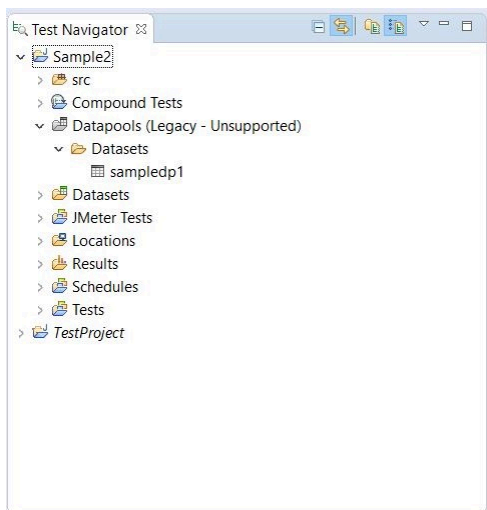 Test Navigator
Sample2
src
Compound Tests
Datapools (Legacy - Unsupported)
Datasets
sampledp1
Datasets
JMeter Tests
Locations
Results
Schedules
Tests
TestProject